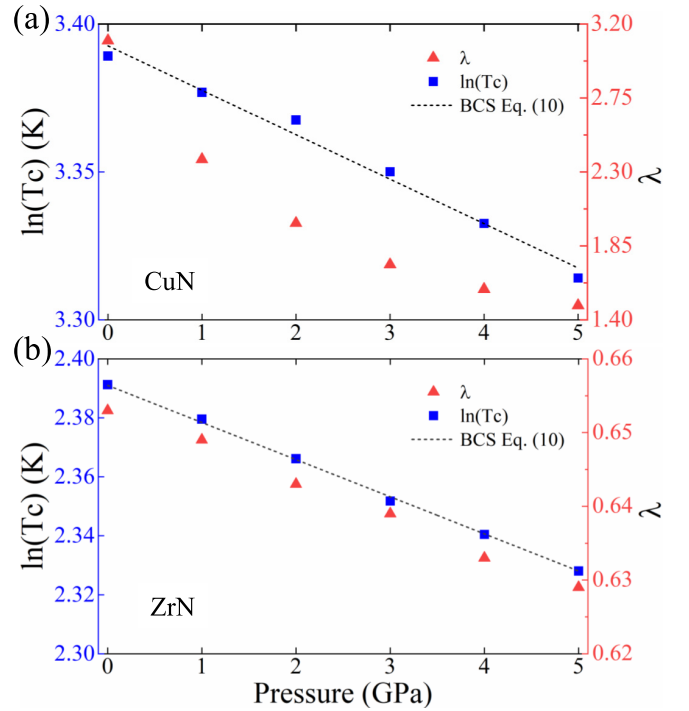 (a)
3.40
3.35
3.30
ln(Tc) (K)
λ
ln(Tc)
BCS Eq. (10)
CuN
3.20
2.75
2.30
1.85
1.40
λ
0 1 2 3 4 5
(b)
2.40
2.38
2.36
2.34
2.32
2.30
ln(Tc) (K)
λ
ln(Tc)
BCS Eq. (10)
ZrN
0.66
0.65
0.64
0.63
0.62
λ
0 1 2 3 4 5
Pressure (GPa)